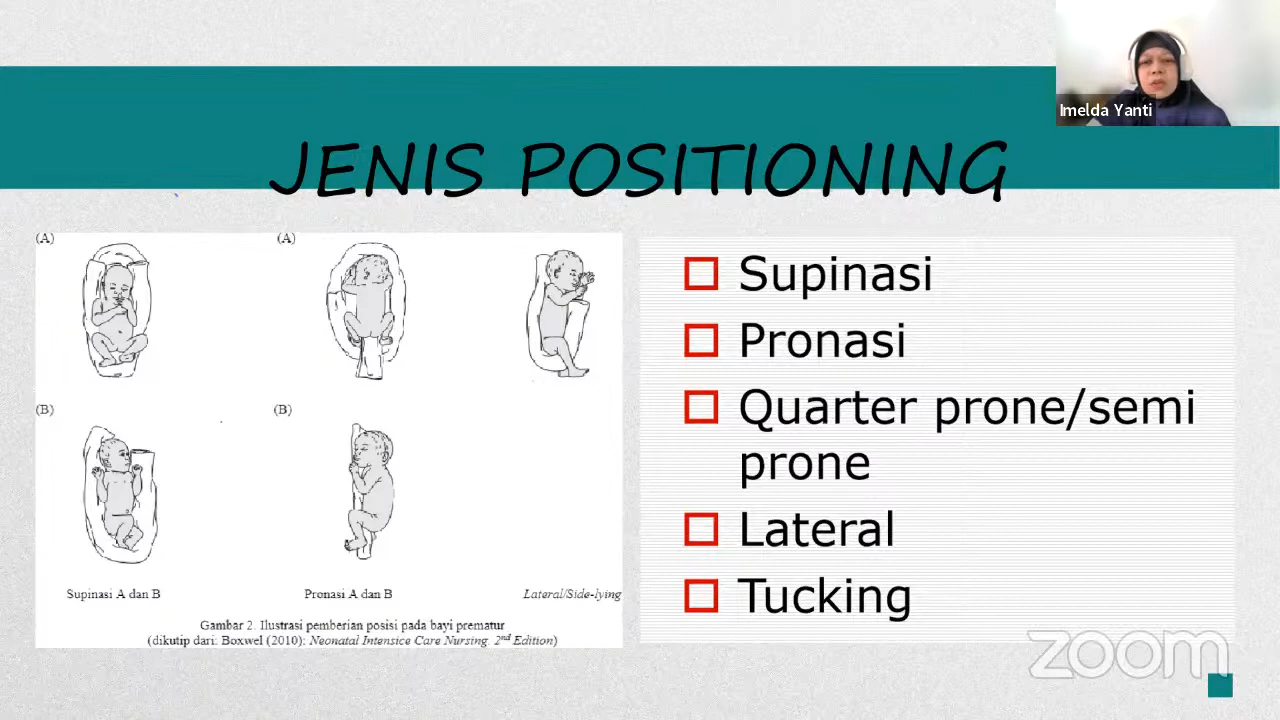 Imelda Yanti
JENIS POSITIONING
(A)
(A)
(B)
(B)
Supinasi A dan B
Pronasi A dan B
Lateral/Side-lying
Gambar 2. Ilustrasi pemberian posisi pada bayi prematur
(dikutip dari: Boxwel (2010): Neonatal Intensice Care Nursing 2nd Edition)
Supinasi
Pronasi
Quarter prone/semi
prone
Lateral
Tucking
zoom